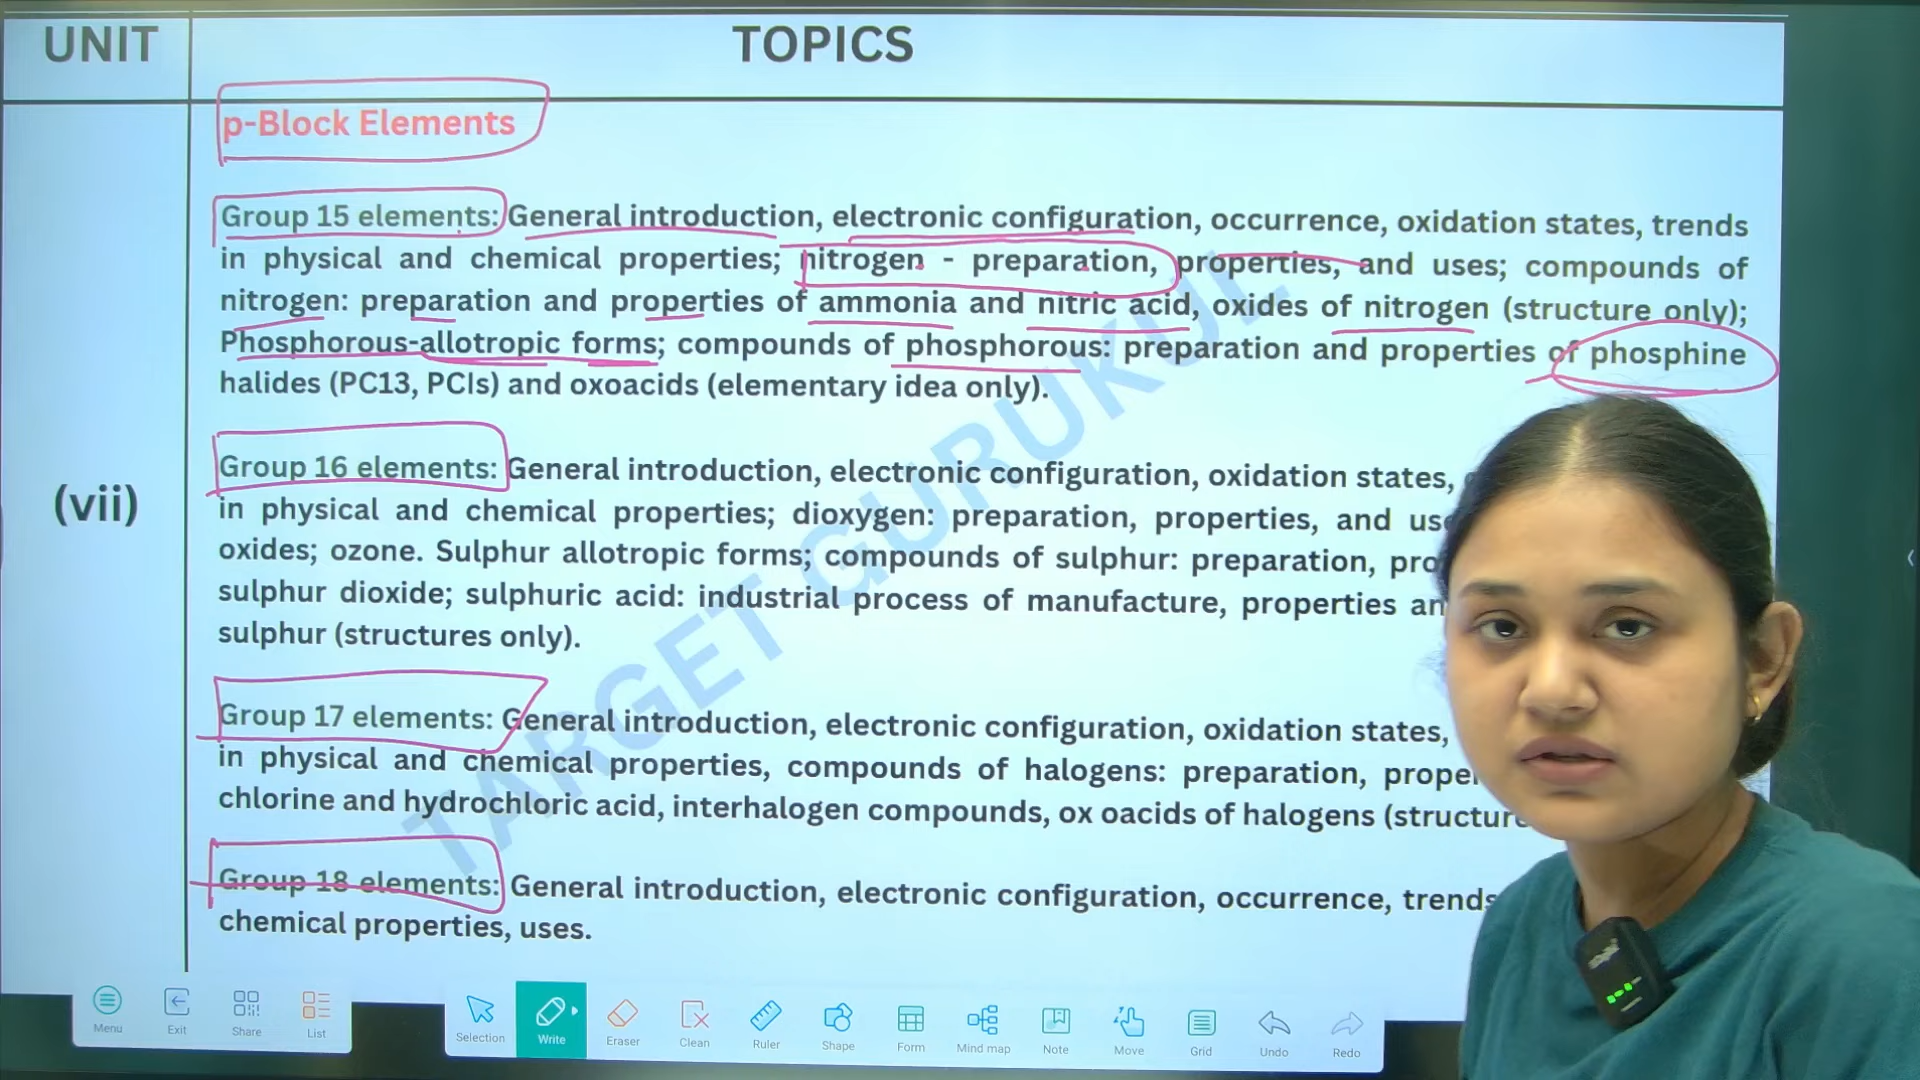 UNIT
TOPICS
p-Block Elements
Group 15 elements: General introduction, electronic configuration, occurrence, oxidation states, trends
in physical and chemical properties; nitrogen - preparation, properties, and uses; compounds of
nitrogen: preparation and properties of ammonia and nitric acid, oxides of nitrogen (structure only);
Phosphorous-allotropic forms; compounds of phosphorous: preparation and properties of phosphine
halides (PC13, PCIs) and oxoacids (elementary idea only).
(vii)
Group 16 elements: General introduction, electronic configuration, oxidation states,
in physical and chemical properties; dioxygen: preparation, properties, and
oxides; ozone. Sulphur allotropic forms; compounds of sulphur: preparation,
sulphur dioxide; sulphuric acid: industrial process of manufacture, properties
sulphur (structures only).
Group 17 elements: General introduction, electronic configuration, oxidation states,
in physical and chemical properties, compounds of halogens: preparation,
chlorine and hydrochloric acid, interhalogen compounds, ox oacids of halogens
Group 18 elements: General introduction, electronic configuration, occurrence, trends
chemical properties, uses.
TARGET GURUKUL
Menu
Exit
Share
List
Selection
Write
Eraser
Clean
Ruler
Shape
Form
Mind map
Note
Move
Grid
Undo
Redo